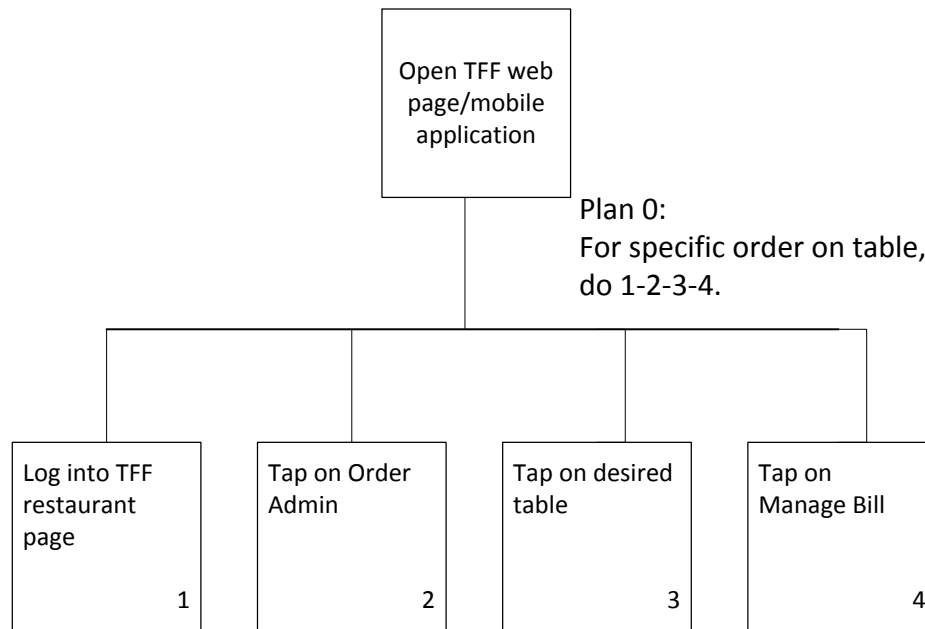 Open TFF web
page/mobile
application
Plan 0:
For specific order on table,
do 1-2-3-4.
Log into TFF
restaurant
page
1
Tap on Order
Admin
2
Tap on desired
table
3
Tap on
Manage Bill
4